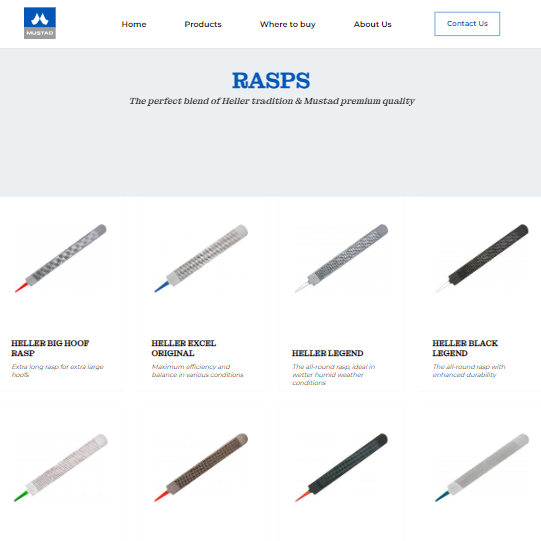 MUSTAD
Home Products Where to buy About Us Contact Us
RASPS
The perfect blend of Heller tradition & Mustad premium quality
HELLER BIG HOOF
RASP
Extra long rasp for extra large
hoofs
HELLER EXCEL
ORIGINAL
Maximum efficiency and
balance in various conditions
HELLER LEGEND
The all-round rasp, ideal in
wetter humid weather
conditions
HELLER BLACK
LEGEND
The all-round rasp with
enhanced durability